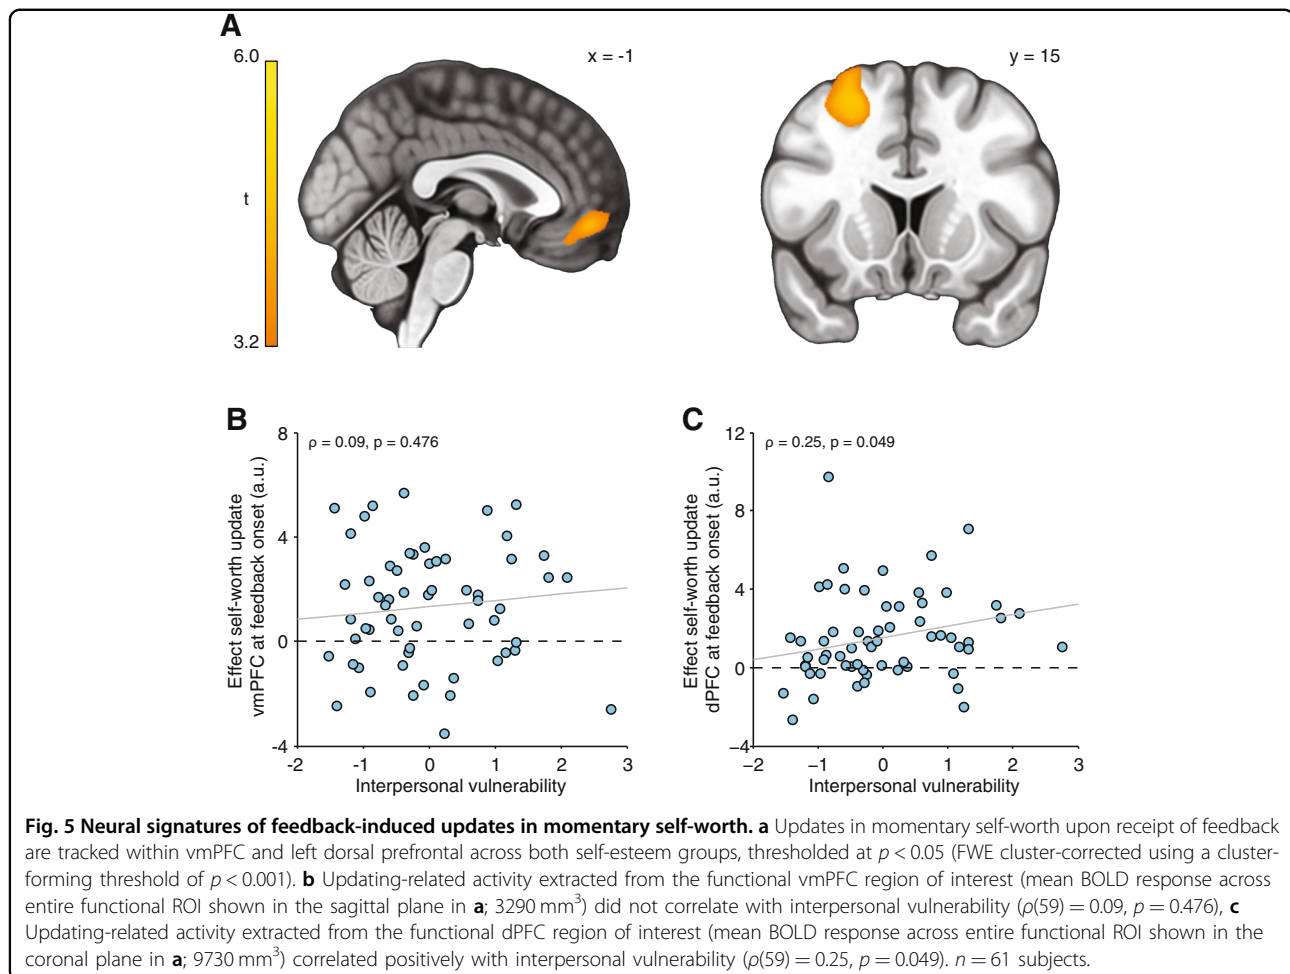 A
6.0
t
3.2
x = -1
y = 15
B
ρ = 0.09, p = 0.476
Effect self-worth update
vmPFC at feedback onset (a.u.)
8
4
0
-4
-2 -1 0 1 2 3
Interpersonal vulnerability
C
ρ = 0.25, p = 0.049
Effect self-worth update
dPFC at feedback onset (a.u.)
12
8
4
0
−4
−2 −1 0 1 2 3
Interpersonal vulnerability
Fig. 5 Neural signatures of feedback-induced updates in momentary self-worth. a Updates in momentary self-worth upon receipt of feedback
are tracked within vmPFC and left dorsal prefrontal across both self-esteem groups, thresholded at p < 0.05 (FWE cluster-corrected using a cluster-
forming threshold of p < 0.001). b Updating-related activity extracted from the functional vmPFC region of interest (mean BOLD response across
entire functional ROI shown in the sagittal plane in a; 3290 mm³) did not correlate with interpersonal vulnerability (ρ(59) = 0.09, p = 0.476), c
Updating-related activity extracted from the functional dPFC region of interest (mean BOLD response across entire functional ROI shown in the
coronal plane in a; 9730 mm³) correlated positively with interpersonal vulnerability (ρ(59) = 0.25, p = 0.049). n = 61 subjects.